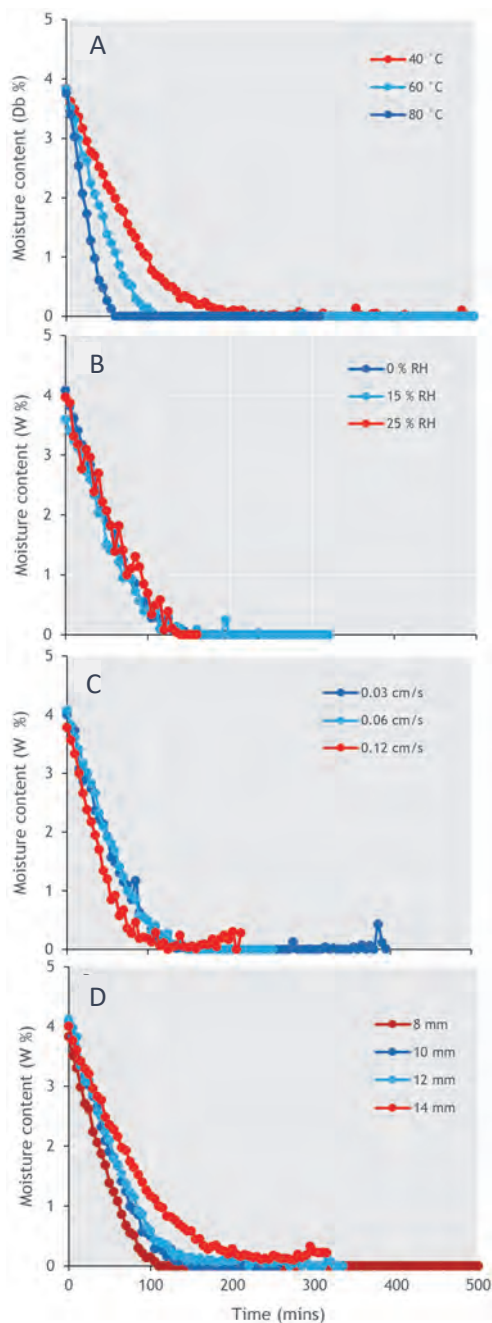 A
Moisture content (Db %)
5
4
3
2
1
0
40 °C
60 °C
80 °C
B
Moisture content (W %)
5
4
3
2
1
0
0 % RH
15 % RH
25 % RH
C
Moisture content (W %)
5
4
3
2
1
0
0.03 cm/s
0.06 cm/s
0.12 cm/s
D
Moisture content (W %)
5
4
3
2
1
0
8 mm
10 mm
12 mm
14 mm
0 100 200 300 400 500
Time (mins)